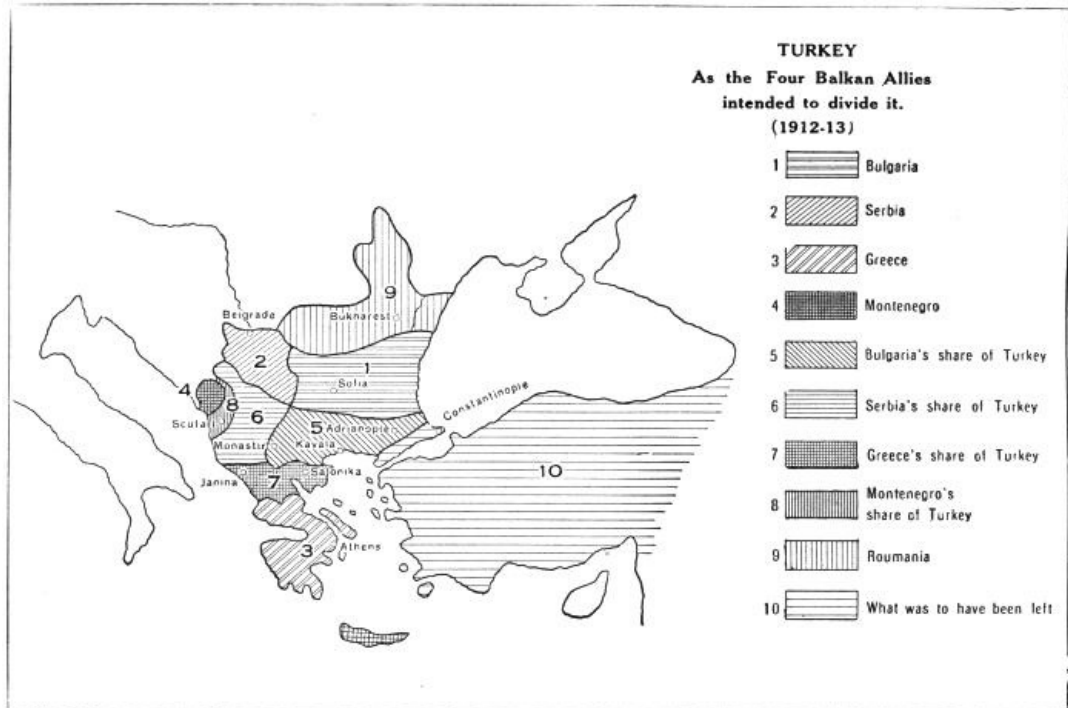 TURKEY
As the Four Balkan Allies
intended to divide it.
(1912-13)
1 Bulgaria
2 Serbia
3 Greece
4 Montenegro
5 Bulgaria's share of Turkey
6 Serbia's share of Turkey
7 Greece's share of Turkey
8 Montenegro's
share of Turkey
9 Roumania
10 What was to have been left
9
Bukharest
Belgrada
2
1
Sofia
4
8
6
Scutari
Constantinople
5
Adrianople
Monastir
Kavala
Janina
7
Salonika
10
3
Athens